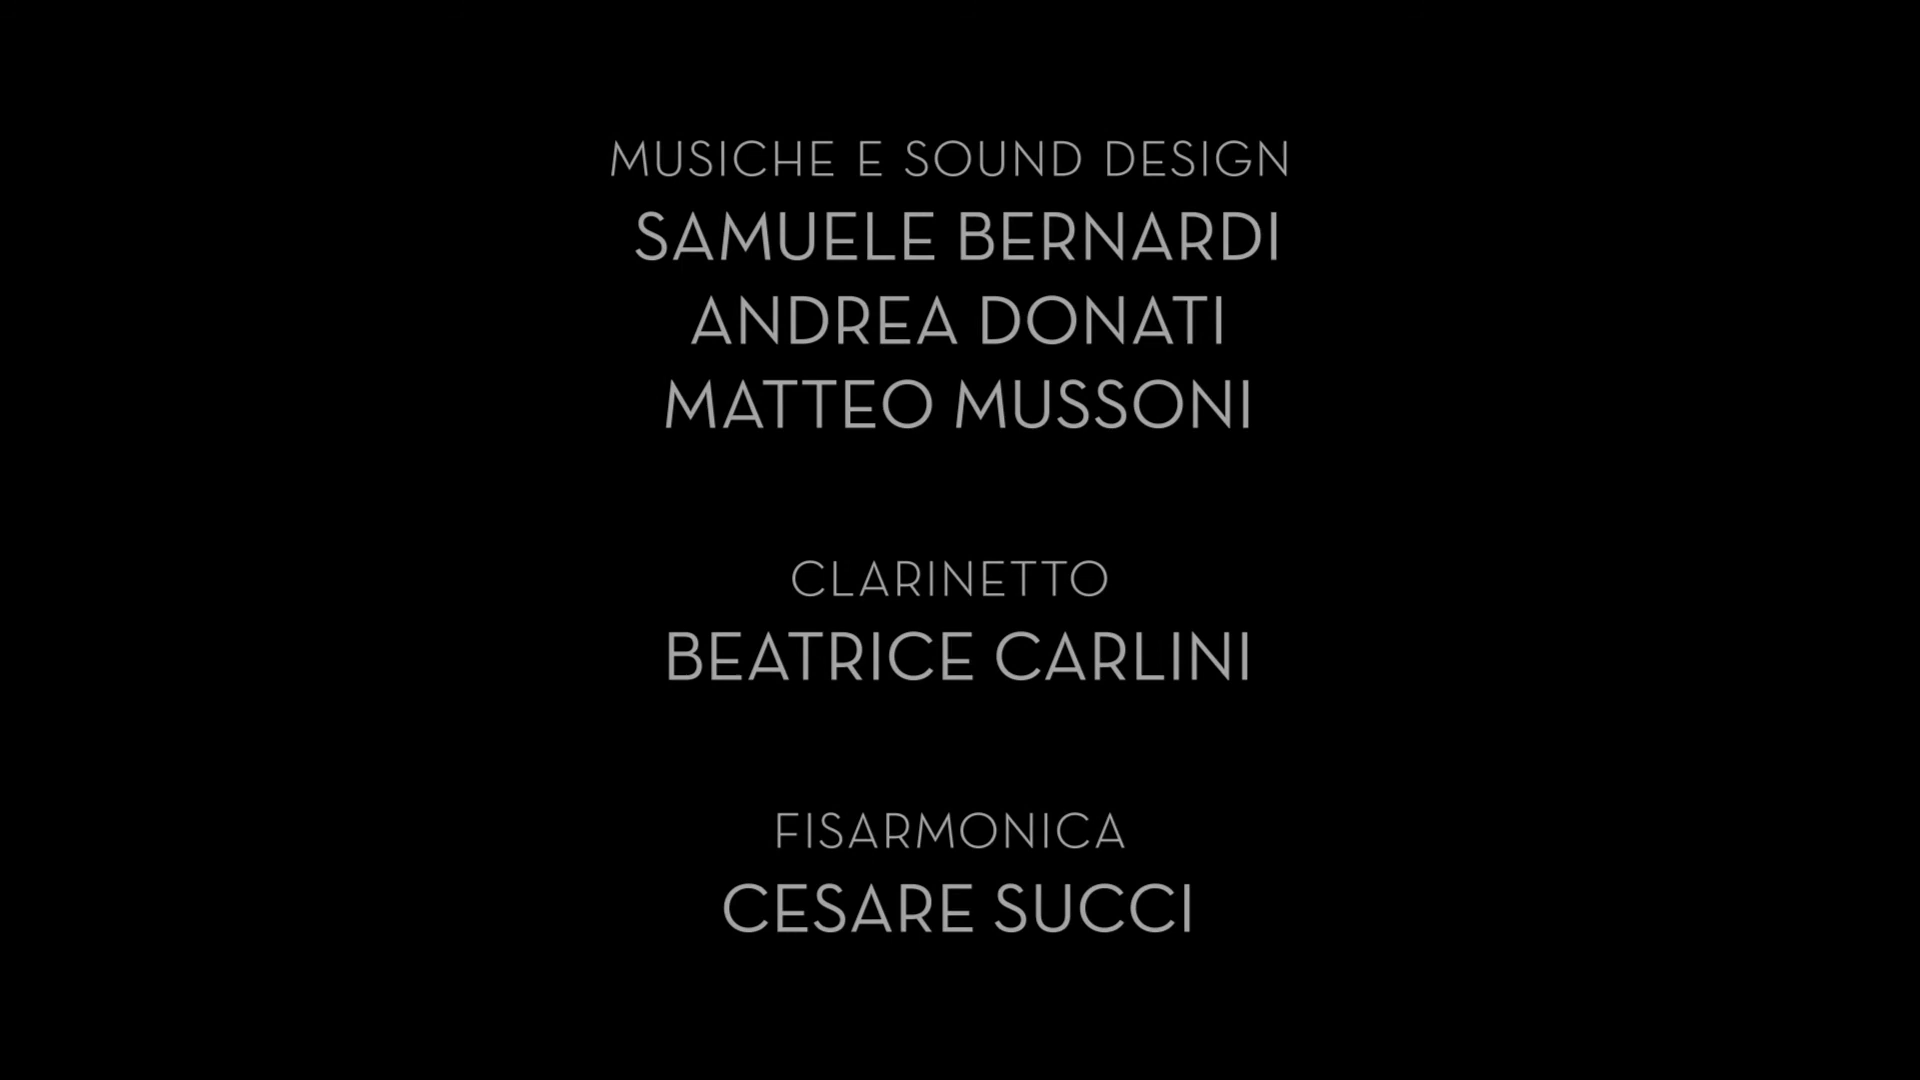 MUSICHE E SOUND DESIGN
SAMUELE BERNARDI
ANDREA DONATI
MATTEO MUSSONI
CLARINETTO
BEATRICE CARLINI
FISARMONICA
CESARE SUCCI